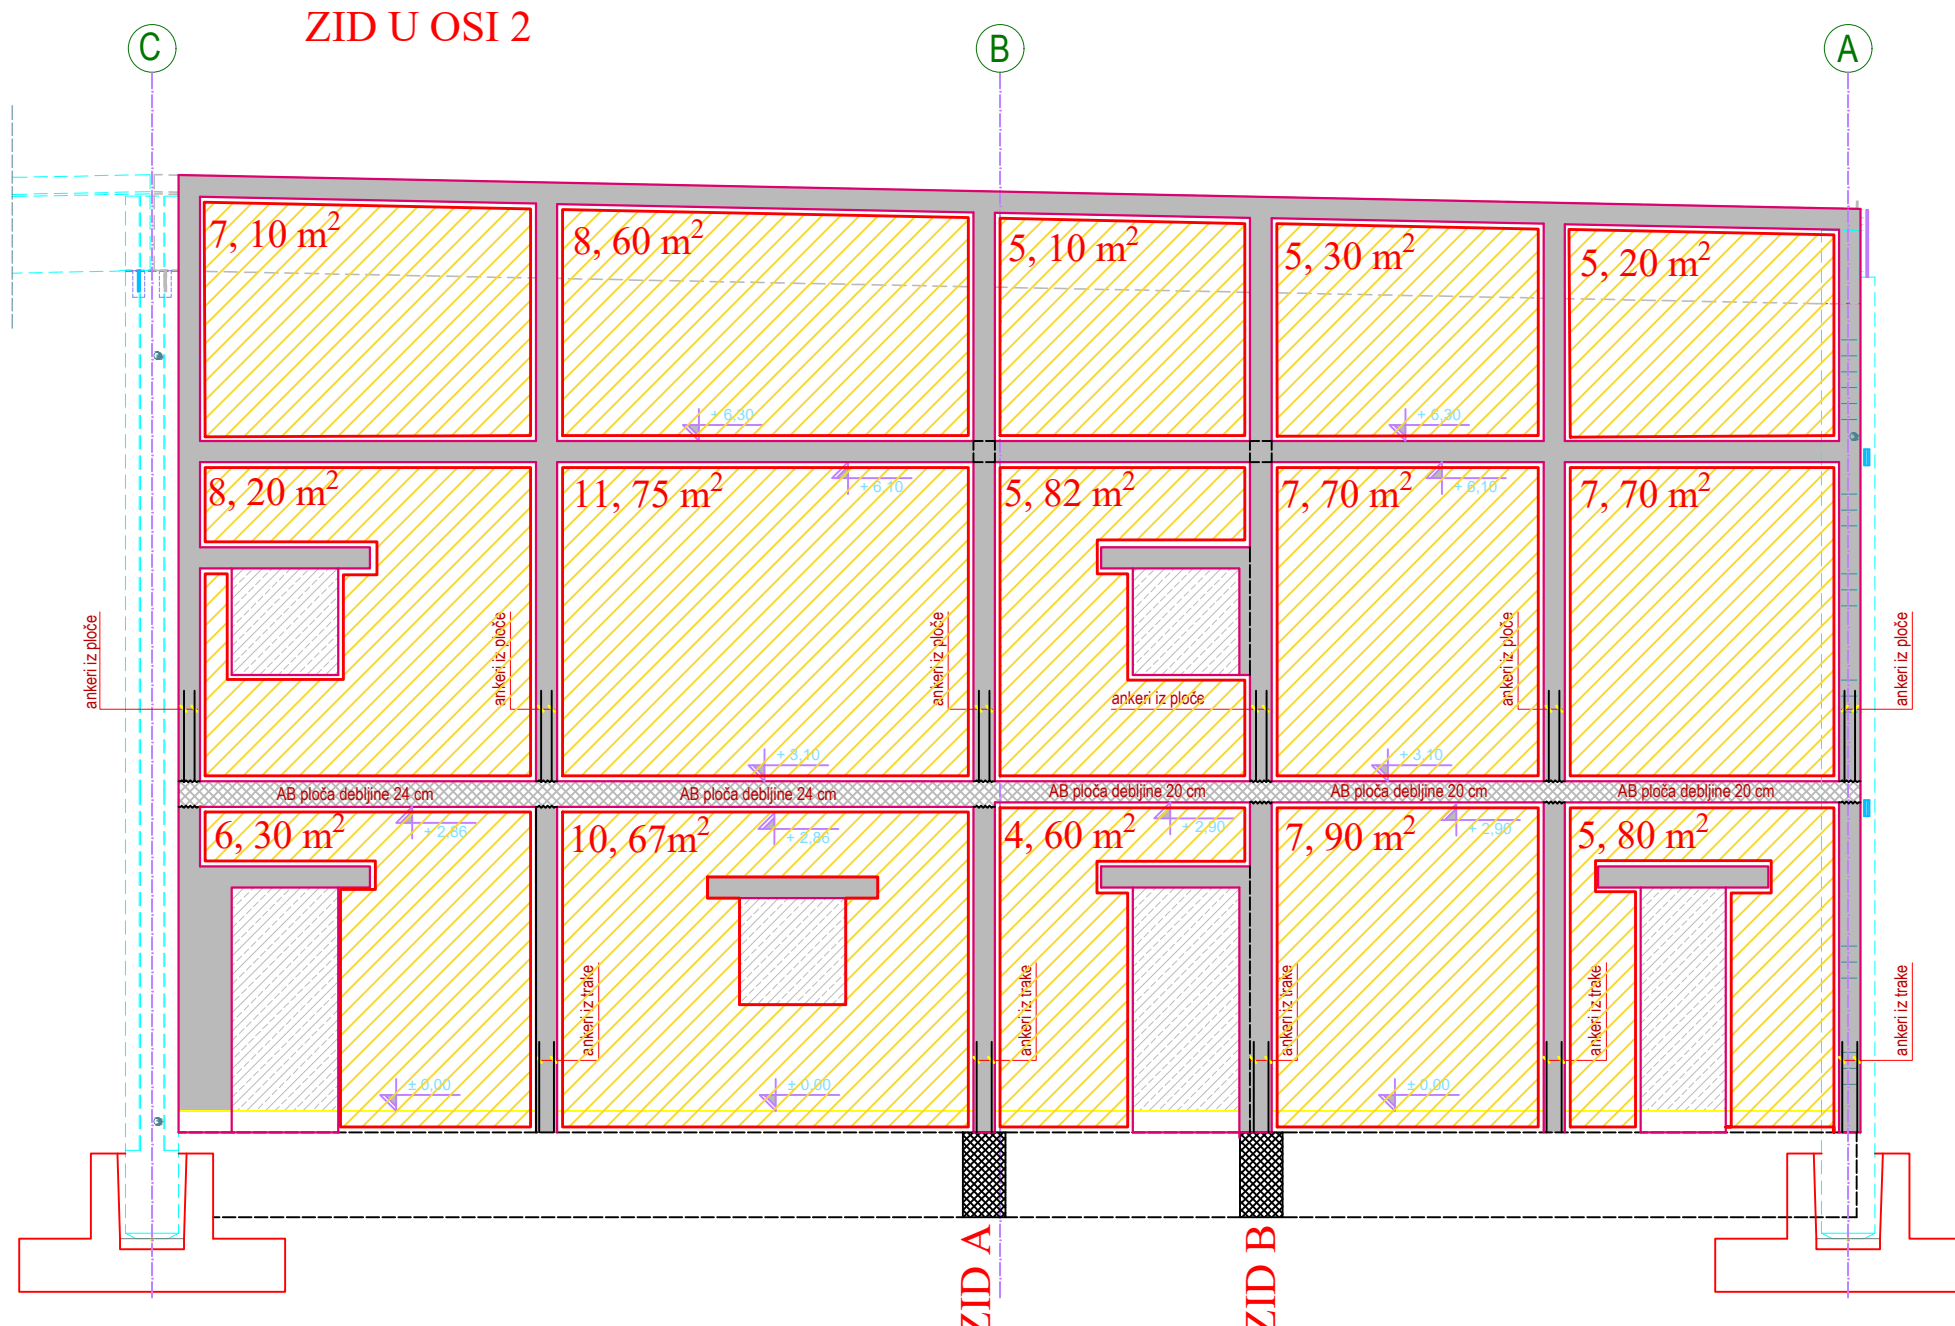 ZID U OSI 2
C
B
A
7, 10 m²
8, 60 m²
5, 10 m²
5, 30 m²
5, 20 m²
+ 6,30
+ 6,30
8, 20 m²
11, 75 m²
+ 6,10
5, 82 m²
7, 70 m²
+ 6,10
7, 70 m²
ankeri iz ploče
ankeri iz ploče
ankeri iz ploče
ankeri iz ploče
ankeri iz ploče
ankeri iz ploče
+ 3,10
+ 3,10
AB ploča debljine 24 cm
AB ploča debljine 24 cm
AB ploča debljine 20 cm
AB ploča debljine 20 cm
AB ploča debljine 20 cm
6, 30 m²
+ 2,86
10, 67m²
+ 2,86
4, 60 m²
+ 2,90
7, 90 m²
+ 2,90
5, 80 m²
ankeri iz trake
ankeri iz trake
ankeri iz trake
ankeri iz trake
ankeri iz trake
± 0,00
± 0,00
± 0,00
ZID A
ZID B